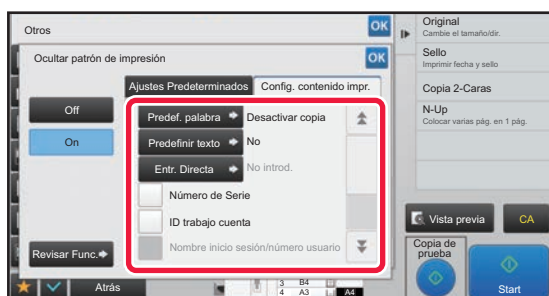 Otros
OK
Ocultar patrón de impresión
OK
Ajustes Predeterminados
Config. contenido impr.
Off
On
Predef. palabra
Desactivar copia
Predefinir texto
No
Entr. Directa
No introd.
Número de Serie
ID trabajo cuenta
Nombre inicio sesión/número usuario
Revisar Func.
Atrás
3 B4
4 A3
A4
Original
Cambie el tamaño/dir.
Sello
Imprimir fecha y sello
Copia 2-Caras
N-Up
Colocar varias pág. en 1 pág.
Vista previa
CA
Copia de
prueba
Start